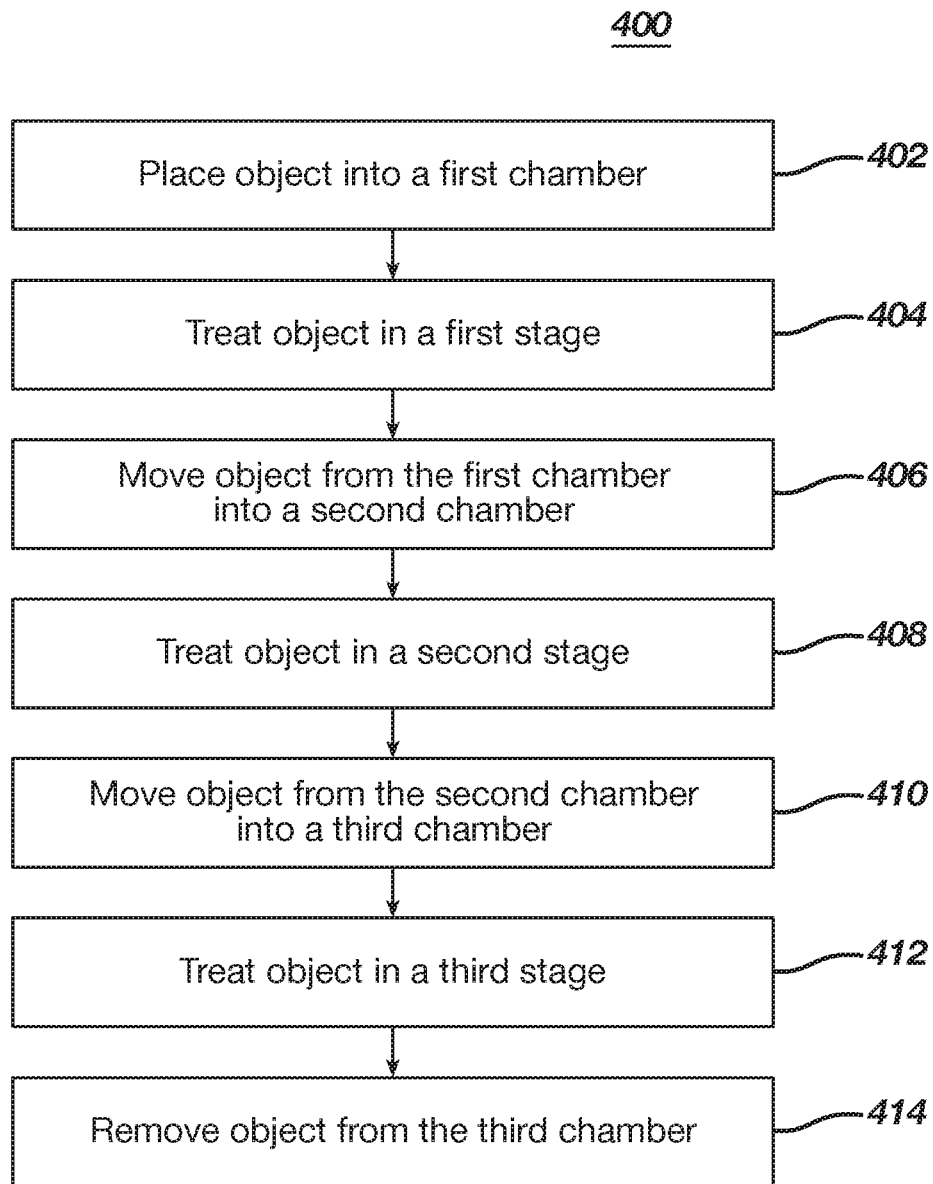 400
Place object into a first chamber
402
Treat object in a first stage
404
Move object from the first chamber
into a second chamber
406
Treat object in a second stage
408
Move object from the second chamber
into a third chamber
410
Treat object in a third stage
412
Remove object from the third chamber
414